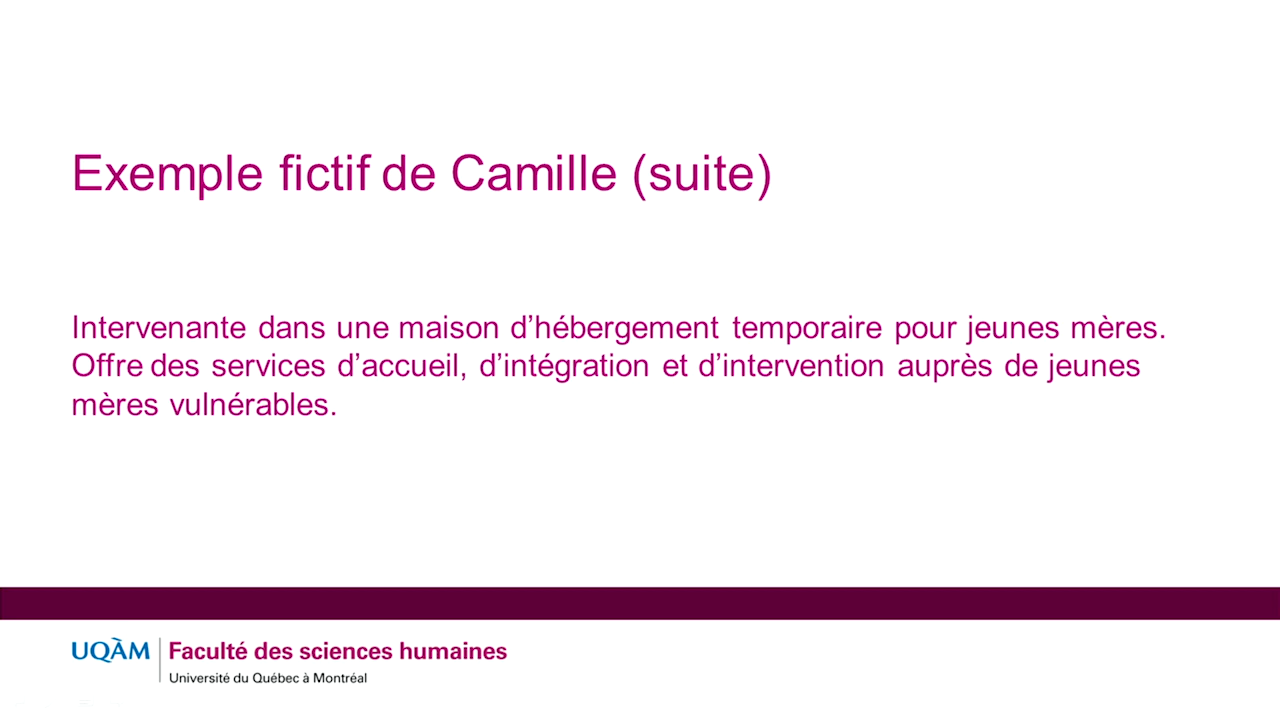 Exemple fictif de Camille (suite)
Intervenante dans une maison d’hébergement temporaire pour jeunes mères.
Offre des services d’accueil, d’intégration et d’intervention auprès de jeunes
mères vulnérables.
UQÀM
Faculté des sciences humaines
Université du Québec à Montréal